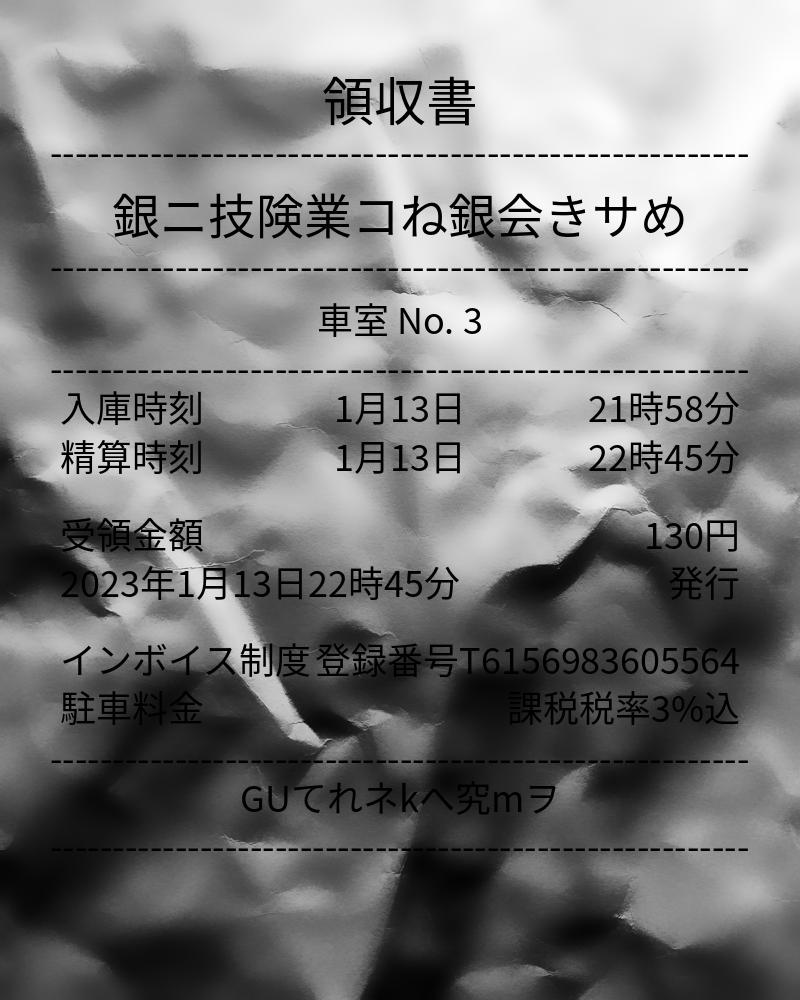 領収書
銀ニ技険業コね銀会きサめ
車室 No. 3
入庫時刻 1月13日 21時58分
精算時刻 1月13日 22時45分
受領金額 130円
2023年1月13日22時45分 発行
インボイス制度 登録番号T6156983605564
駐車料金 課税税率3%込
GUてれネkへ究mヲ